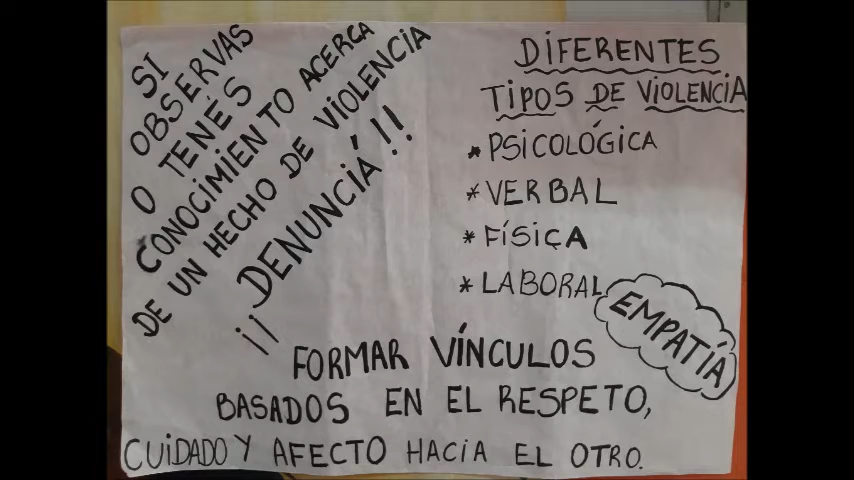 SI
OBSERVAS
O TENÉS
CONOCIMIENTO ACERCA
DE UN HECHO DE VIOLENCIA
¡¡DENUNCIÁ!!
DIFERENTES
TIPOS DE VIOLENCIA
* PSICOLÓGICA
* VERBAL
* FÍSICA
* LABORAL
EMPATÍA
FORMAR VÍNCULOS
BASADOS EN EL RESPETO,
CUIDADO Y AFECTO HACIA EL OTRO.